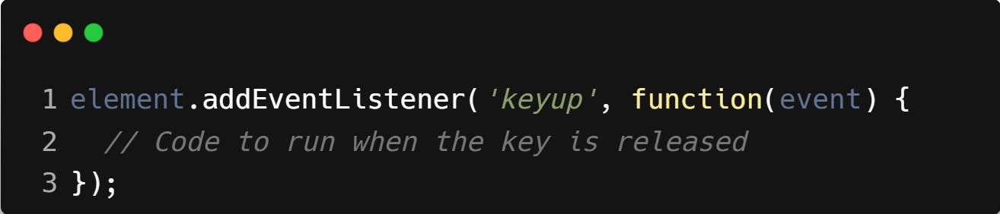 1 element.addEventListener('keyup', function(event) {
2   // Code to run when the key is released
3 });